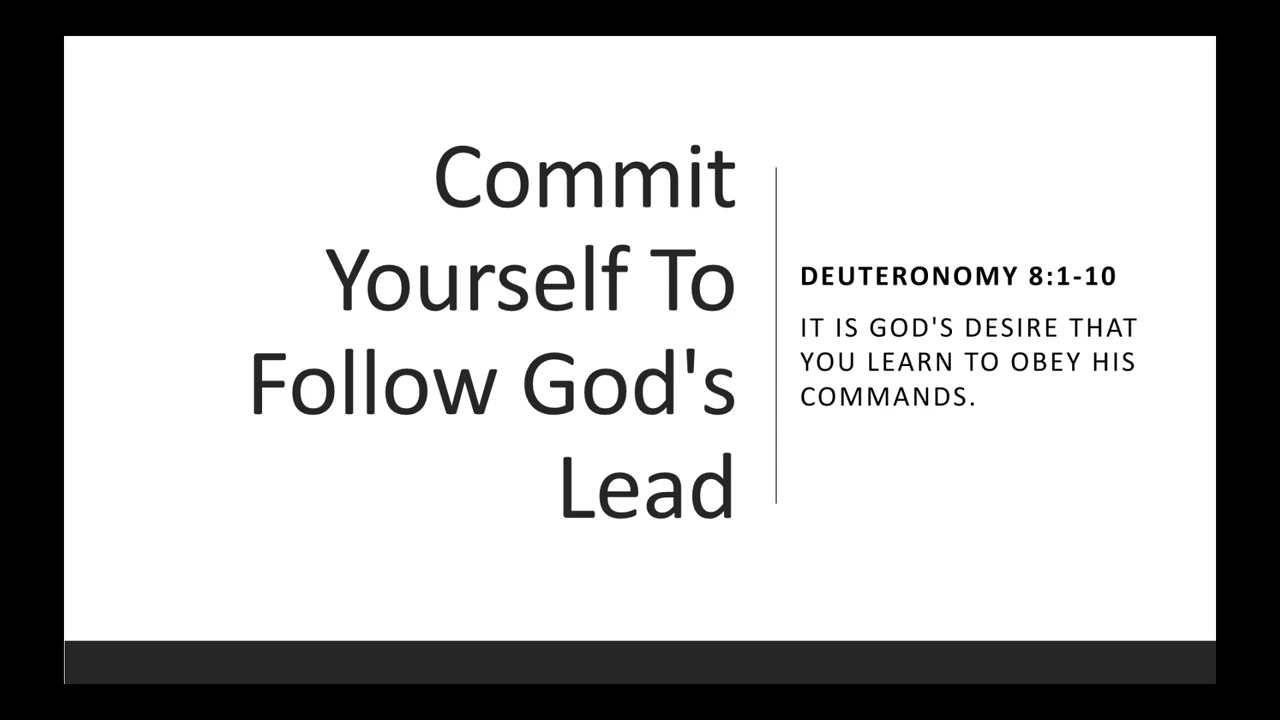 Commit
Yourself To
Follow God's
Lead
DEUTERONOMY 8:1-10
IT IS GOD'S DESIRE THAT
YOU LEARN TO OBEY HIS
COMMANDS.